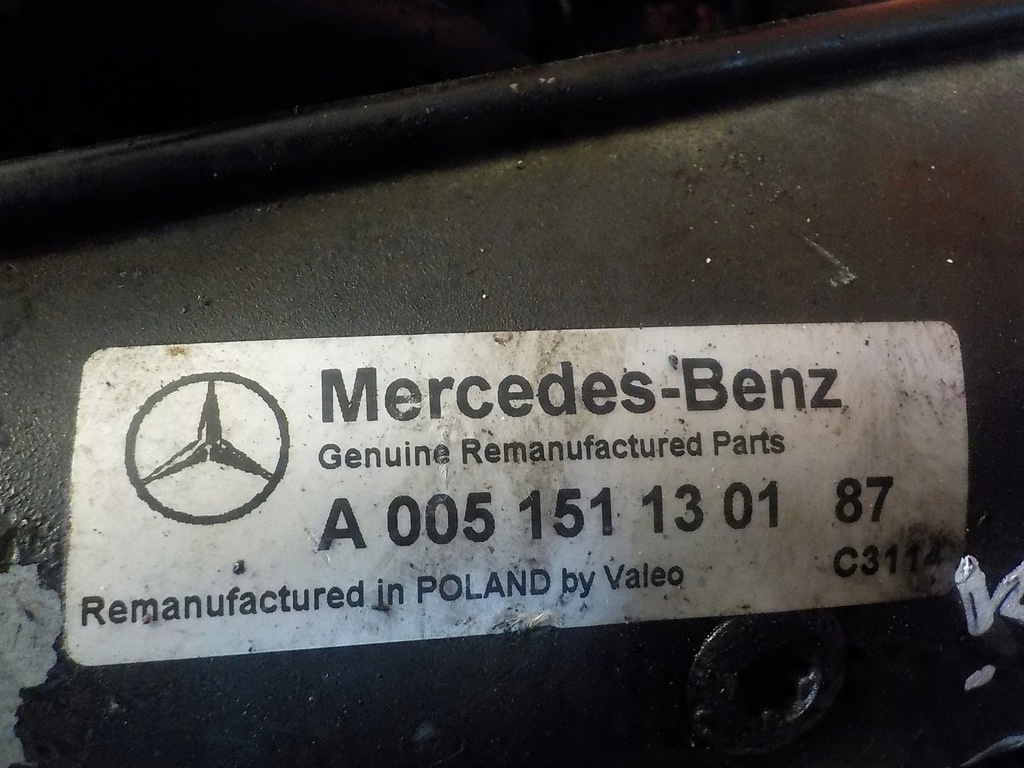 Mercedes-Benz
Genuine Remanufactured Parts
A 005 151 13 01 87
C3114
Remanufactured in POLAND by Valeo